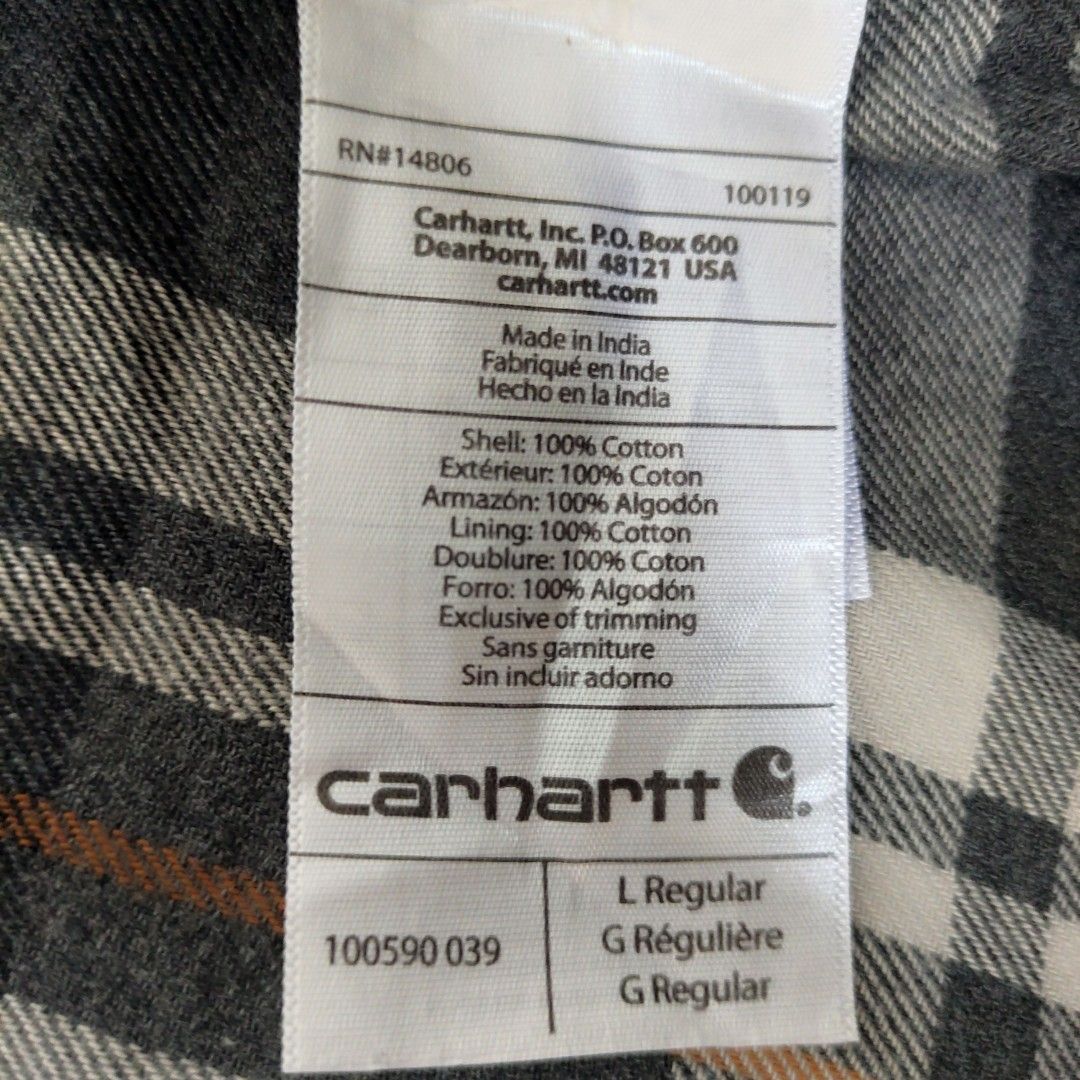 RN#14806
100119
Carhartt, Inc. P.O. Box 600
Dearborn, MI 48121 USA
carhartt.com
Made in India
Fabriqué en Inde
Hecho en la India
Shell: 100% Cotton
Extérieur: 100% Coton
Armazón: 100% Algodón
Lining: 100% Cotton
Doublure: 100% Coton
Forro: 100% Algodón
Exclusive of trimming
Sans garniture
Sin incluir adorno
carhartt
100590 039
L Regular
G Régulière
G Regular